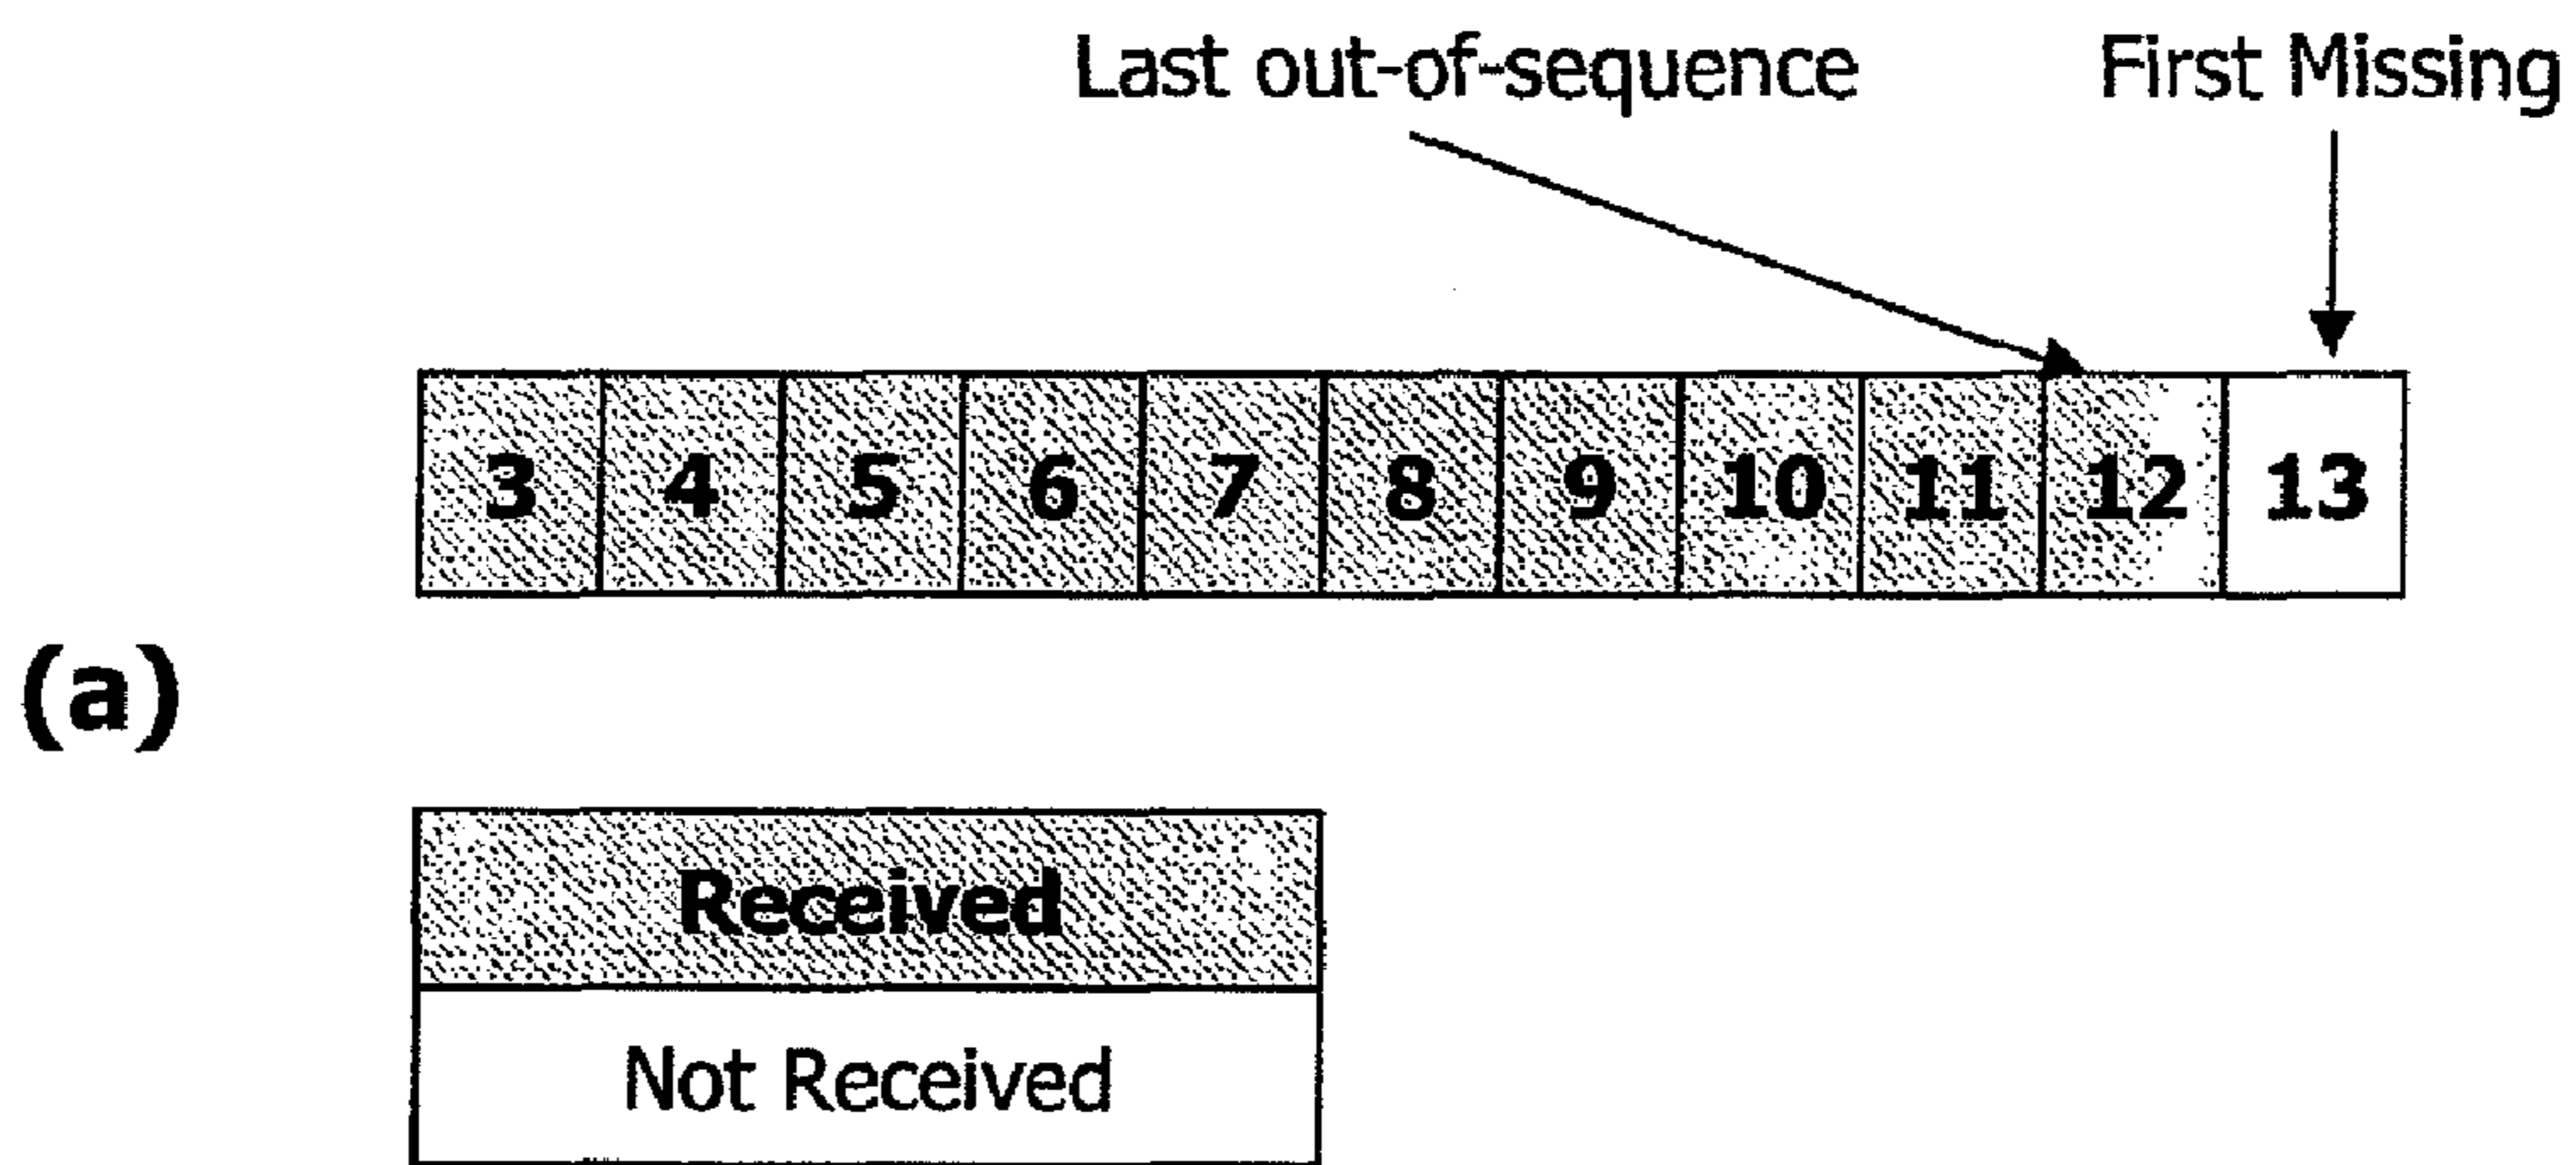 Last out-of-sequence First Missing
3 4 5 6 7 8 9 10 11 12 13
(a)
Received
Not Received